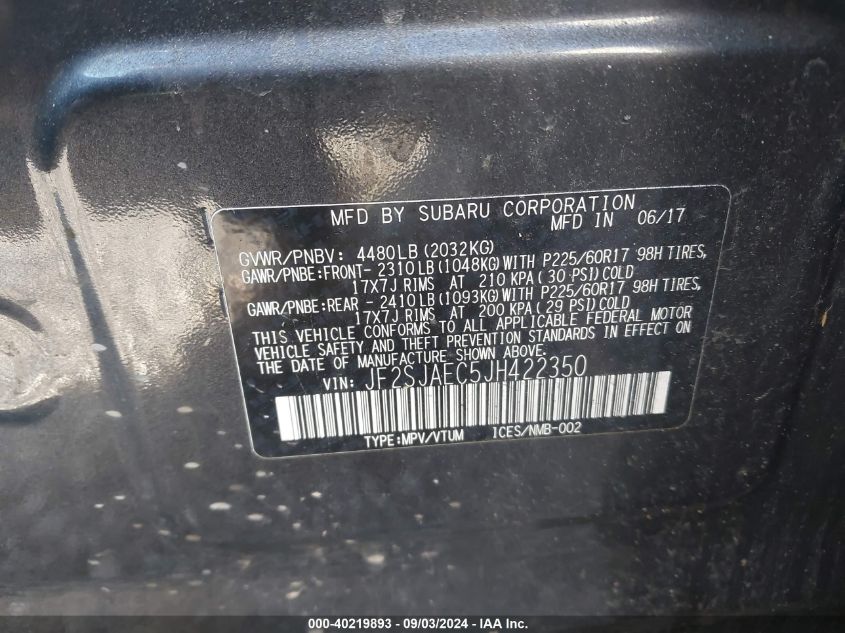 MFD BY SUBARU CORPORATION
MFD IN 06/17
GVWR/PNBV: 4480LB(2032KG)
GAWR/PNBE:FRONT- 2310LB(1048KG)WITH P225/60R17 98H TIRES,
17X7J RIMS AT 210 KPA(30 PSI)COLD
GAWR/PNBE:REAR - 2410LB(1093KG)WITH P225/60R17 98H TIRES,
17X7J RIMS AT 200 KPA(29 PSI)COLD
THIS VEHICLE CONFORMS TO ALL APPLICABLE FEDERAL MOTOR
VEHICLE SAFETY AND THEFT PREVENTION STANDARDS IN EFFECT ON
THE DATE OF MANUFACTURE SHOWN ABOVE.
VIN: JF2SJAEC5JH422350
TYPE:MPV/VTUM ICES/NMB-002
000-40219893 - 09/03/2024 - IAA Inc.